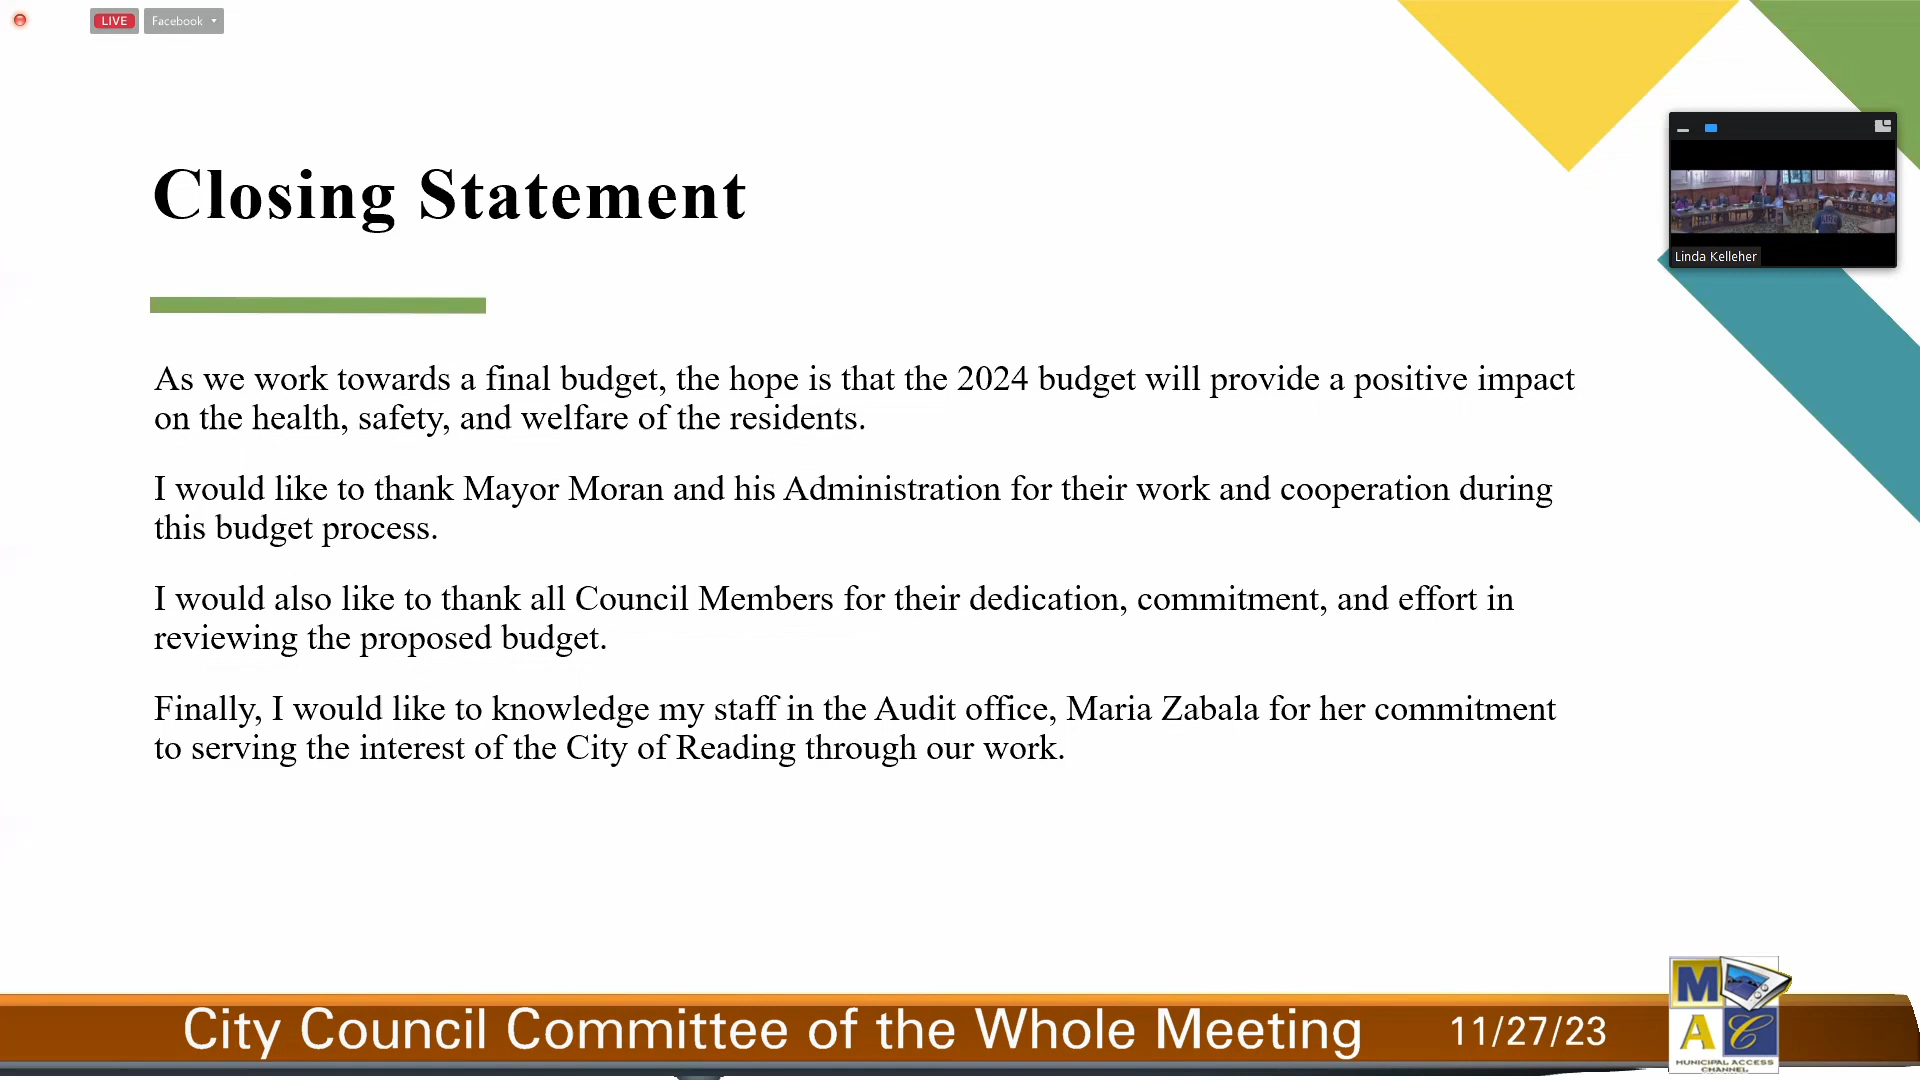 LIVE
Facebook
Closing Statement
Linda Kelleher
As we work towards a final budget, the hope is that the 2024 budget will provide a positive impact
on the health, safety, and welfare of the residents.
I would like to thank Mayor Moran and his Administration for their work and cooperation during
this budget process.
I would also like to thank all Council Members for their dedication, commitment, and effort in
reviewing the proposed budget.
Finally, I would like to knowledge my staff in the Audit office, Maria Zabala for her commitment
to serving the interest of the City of Reading through our work.
City Council Committee of the Whole Meeting
11/27/23
M
A C
MUNICIPAL ACCESS
CHANNEL